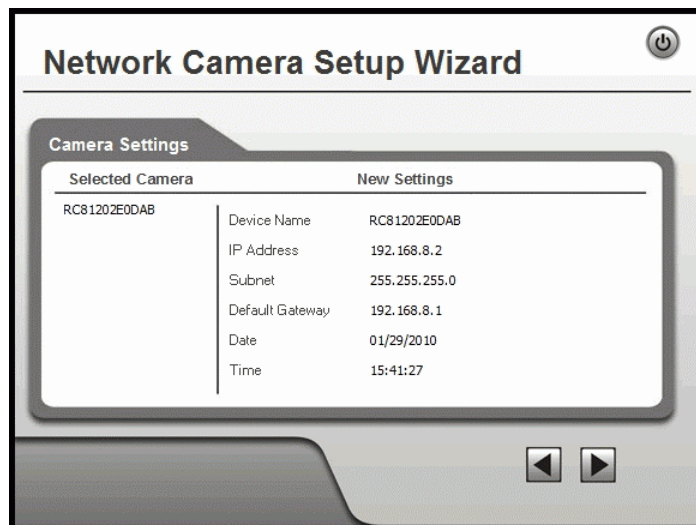 Network Camera Setup Wizard
Camera Settings
Selected Camera New Settings
RC81202E0DAB
Device Name RC81202E0DAB
IP Address 192.168.8.2
Subnet 255.255.255.0
Default Gateway 192.168.8.1
Date 01/29/2010
Time 15:41:27